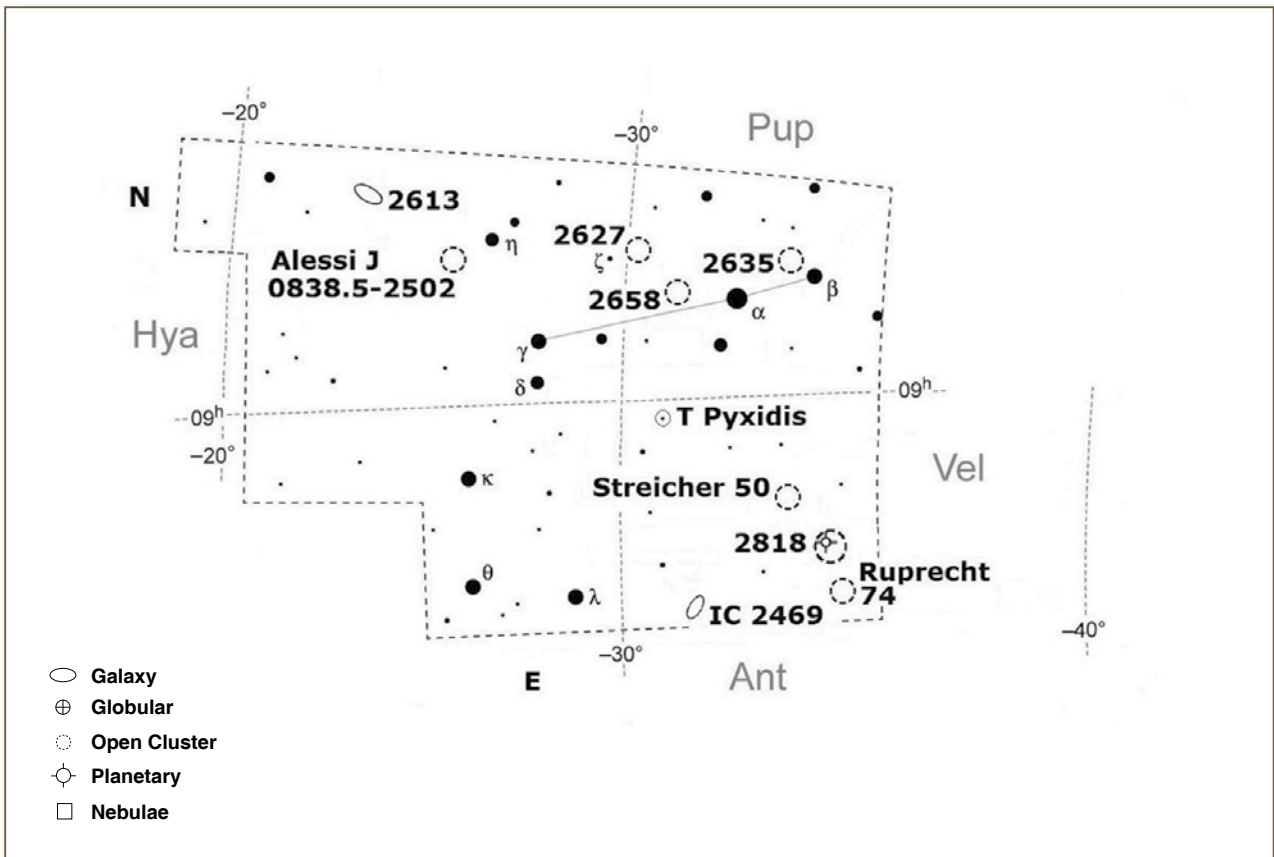 –20°
–30°
Pup
N
2613
η
2627
ζ
Alessi J
0838.5-2502
2635
2658
β
α
Hya
γ
δ
09h
09h
T Pyxidis
–20°
Vel
κ
Streicher 50
2818
θ
λ
Ruprecht
74
IC 2469
–40°
–30°
E
Ant
Galaxy
Globular
Open Cluster
Planetary
Nebulae